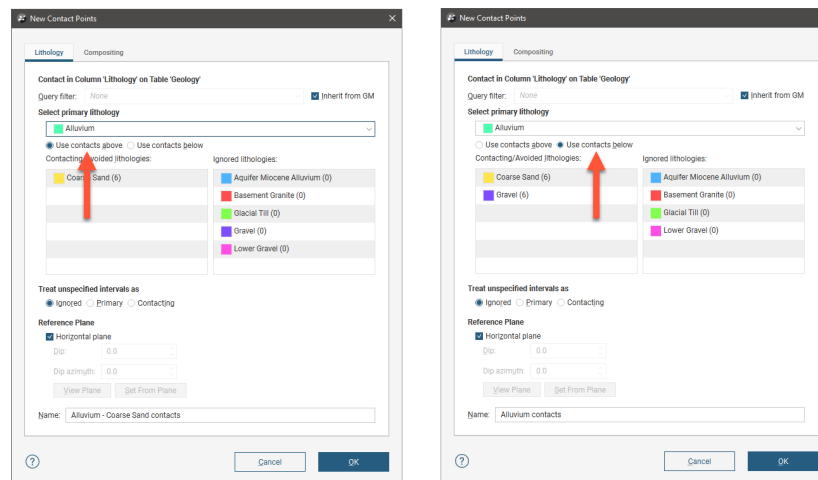 New Contact Points
Lithology Compositing
Contact in Column 'Lithology' on Table 'Geology'
Query filter: None Inherit from GM
Select primary lithology
Alluvium
Use contacts above Use contacts below
Contacting/Avoided lithologies: Ignored lithologies:
Coarse Sand (6) Aquifer Miocene Alluvium (0)
Basement Granite (0)
Glacial Till (0)
Gravel (0)
Lower Gravel (0)
Treat unspecified intervals as
Ignored Primary Contacting
Reference Plane
Horizontal plane
Dip: 0.0
Dip azimuth: 0.0
View Plane Set From Plane
Name: Alluvium - Coarse Sand contacts
? Cancel OK
New Contact Points
Lithology Compositing
Contact in Column 'Lithology' on Table 'Geology'
Query filter: None Inherit from GM
Select primary lithology
Alluvium
Use contacts above Use contacts below
Contacting/Avoided lithologies: Ignored lithologies:
Coarse Sand (6) Aquifer Miocene Alluvium (0)
Gravel (6) Basement Granite (0)
Glacial Till (0)
Lower Gravel (0)
Treat unspecified intervals as
Ignored Primary Contacting
Reference Plane
Horizontal plane
Dip: 0.0
Dip azimuth: 0.0
View Plane Set From Plane
Name: Alluvium contacts
? Cancel OK